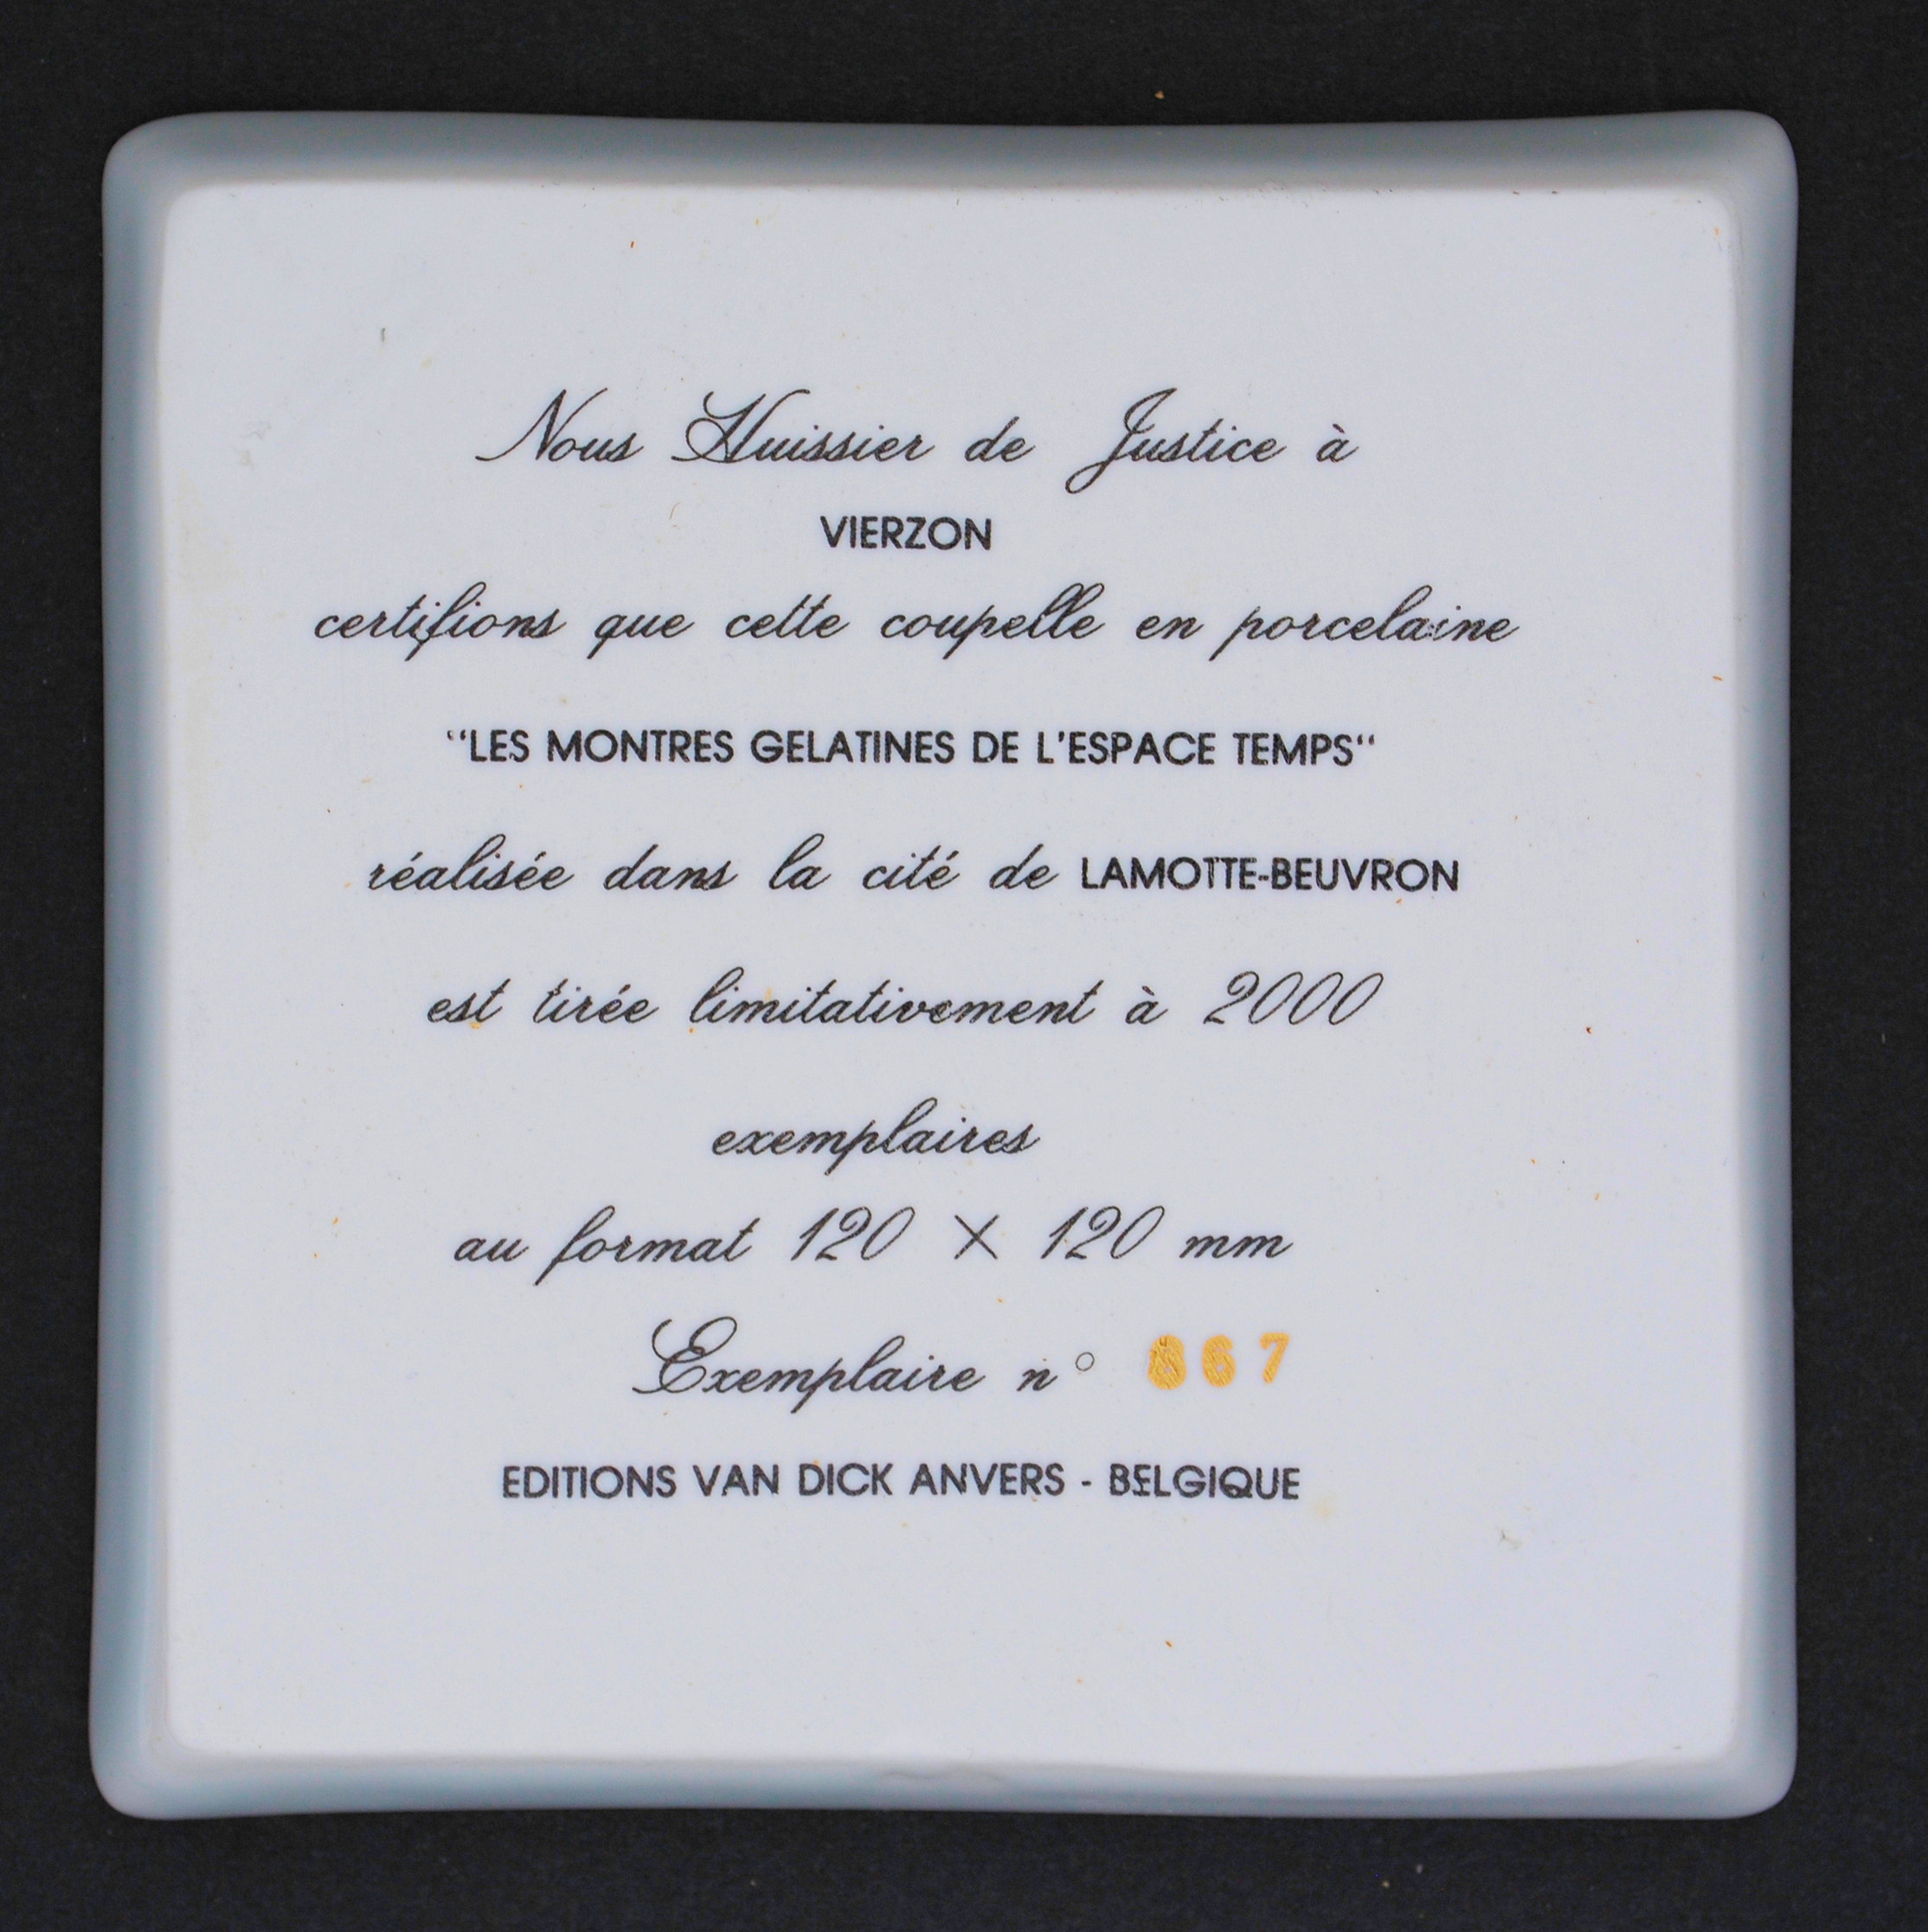 Nous Huissier de Justice à
VIERZON
certifions que cette coupelle en porcelaine
"LES MONTRES GELATINES DE L'ESPACE TEMPS"
réalisée dans la cité de LAMOTTE-BEUVRON
est tirée limitativement à 2000
exemplaires
au format 120 X 120 mm
Exemplaire n° 867
EDITIONS VAN DICK ANVERS - BELGIQUE